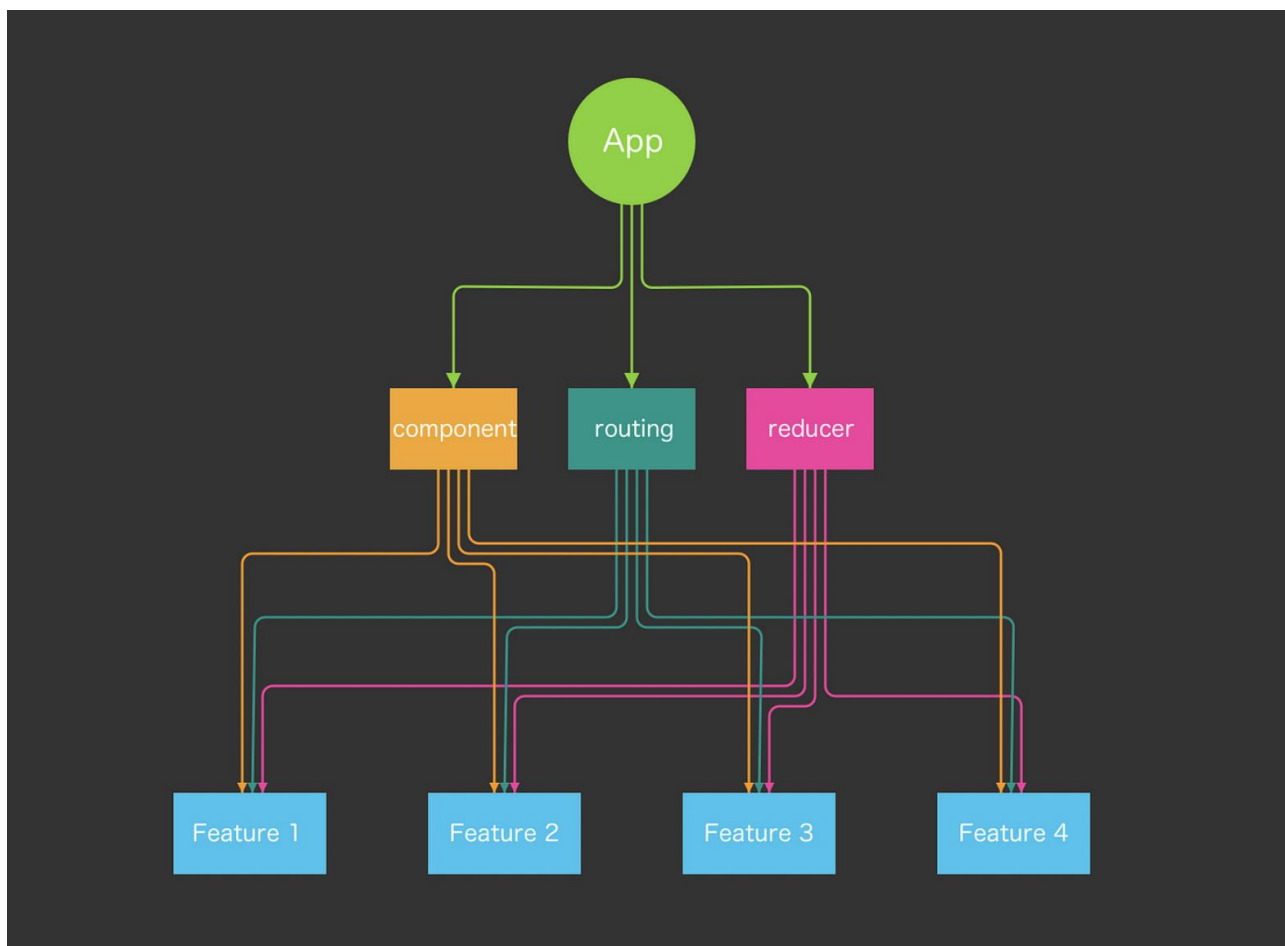 App
component
routing
reducer
Feature 1
Feature 2
Feature 3
Feature 4